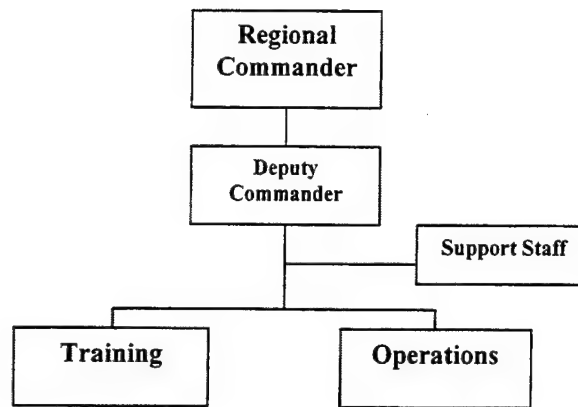 Regional
Commander
Deputy
Commander
Support Staff
Training
Operations